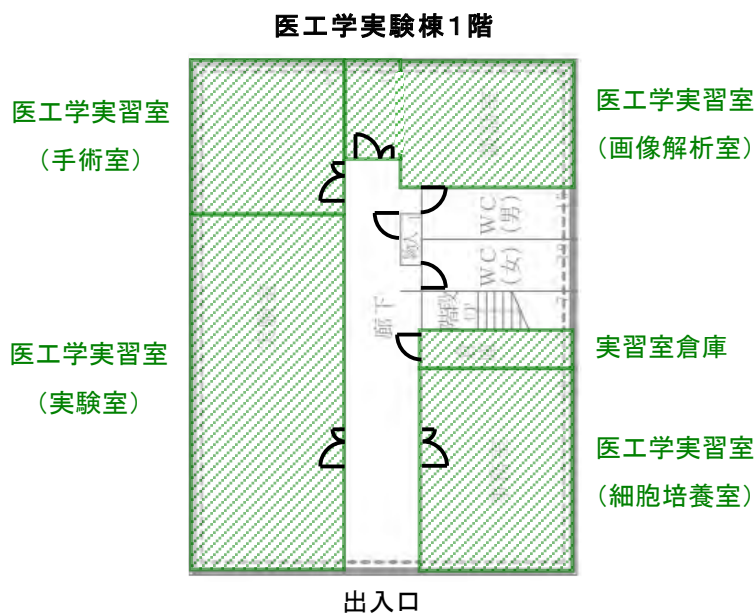 医工学実験棟1階
医工学実習室
（手術室）
医工学実習室
（画像解析室）
WC
（男）
WC
（女）
階段
廊下
医工学実習室
（実験室）
実習室倉庫
医工学実習室
（細胞培養室）
出入口